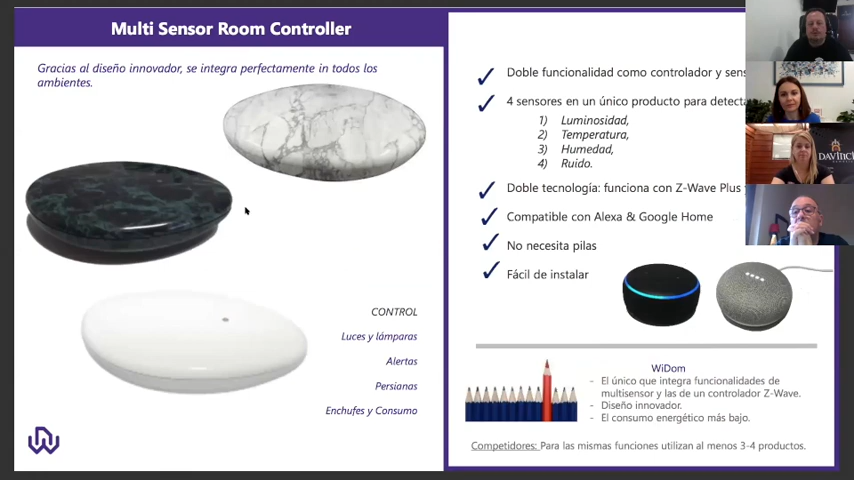 Multi Sensor Room Controller
Gracias al diseño innovador, se integra perfectamente in todos los
ambientes.
CONTROL
Luces y lámparas
Alertas
Persianas
Enchufes y Consumo
Doble funcionalidad como controlador y
4 sensores en un único producto para
1) Luminosidad,
2) Temperatura,
3) Humedad,
4) Ruido.
Doble tecnología: funciona con Z-Wave Plus
Compatible con Alexa & Google Home
No necesita pilas
Fácil de instalar
WiDom
- El único que integra funcionalidades de
multisensor y las de un controlador Z-Wave.
- Diseño innovador.
- El consumo energético más bajo.
Competidores: Para las mismas funciones utilizan al menos 3-4 productos.
DAVINCI